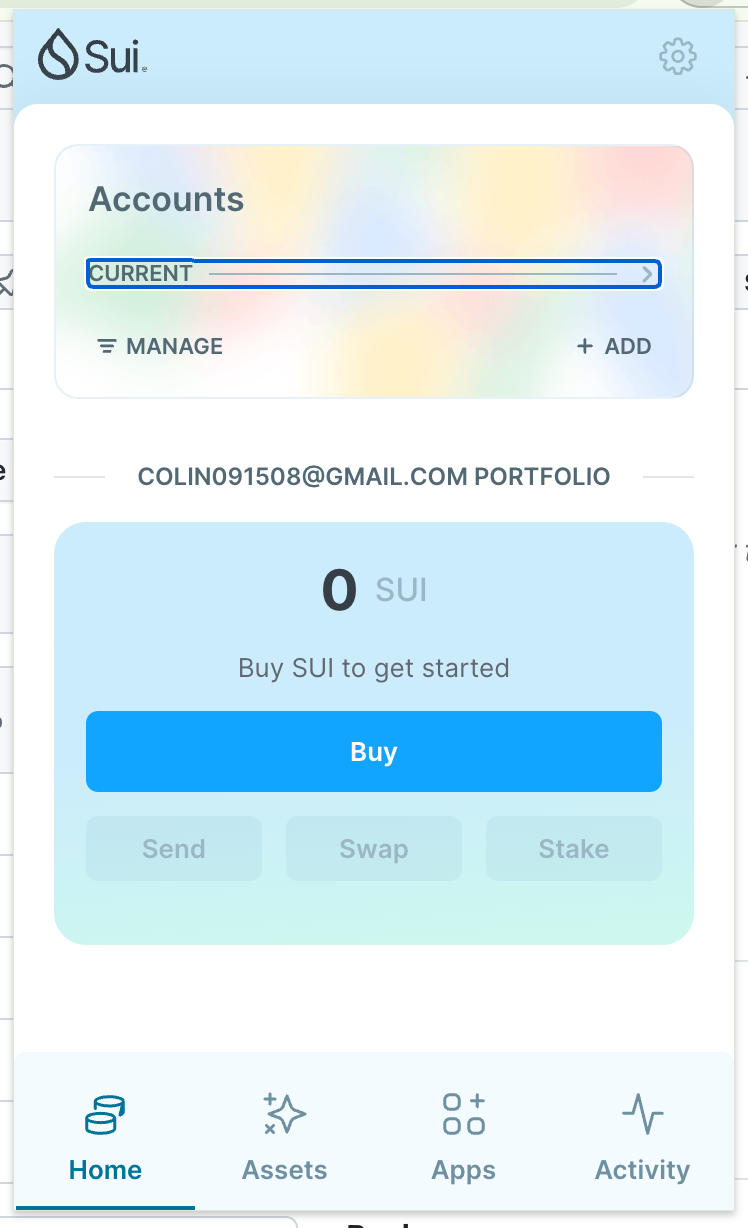 Sui
Accounts
CURRENT
MANAGE
+ ADD
COLIN091508@GMAIL.COM PORTFOLIO
0 SUI
Buy SUI to get started
Buy
Send
Swap
Stake
Home
Assets
Apps
Activity